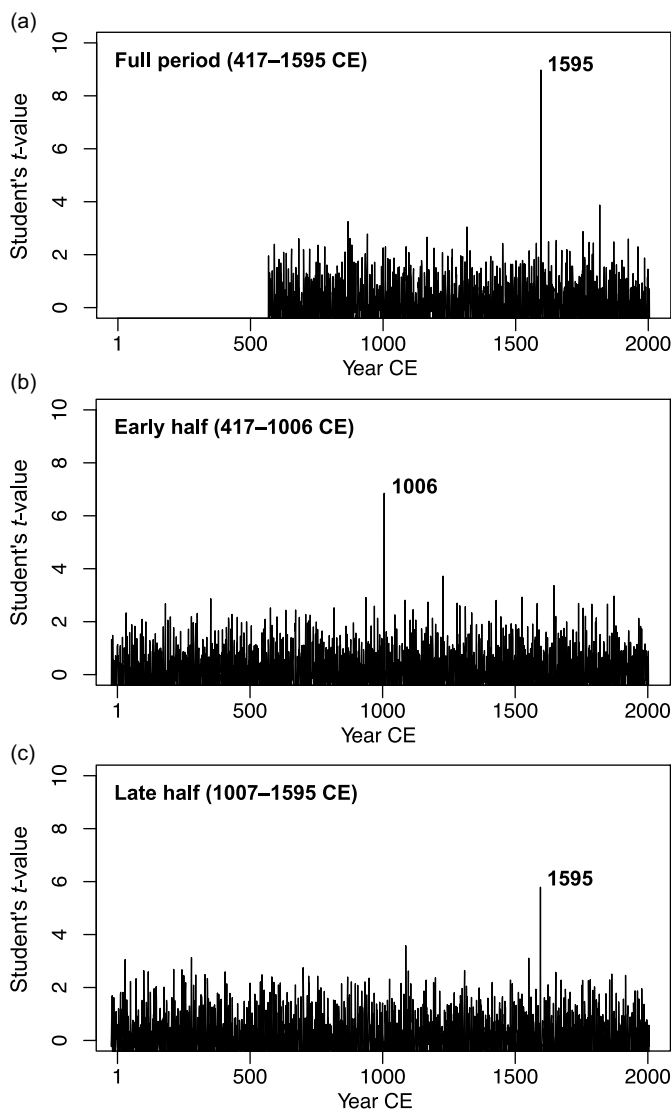 (a)
10
8
6
4
2
0
Student's t-value
Full period (417–1595 CE)
1595
1 500 1000 1500 2000
Year CE
(b)
10
8
6
4
2
0
Student's t-value
Early half (417–1006 CE)
1006
1 500 1000 1500 2000
Year CE
(c)
10
8
6
4
2
0
Student's t-value
Late half (1007–1595 CE)
1595
1 500 1000 1500 2000
Year CE